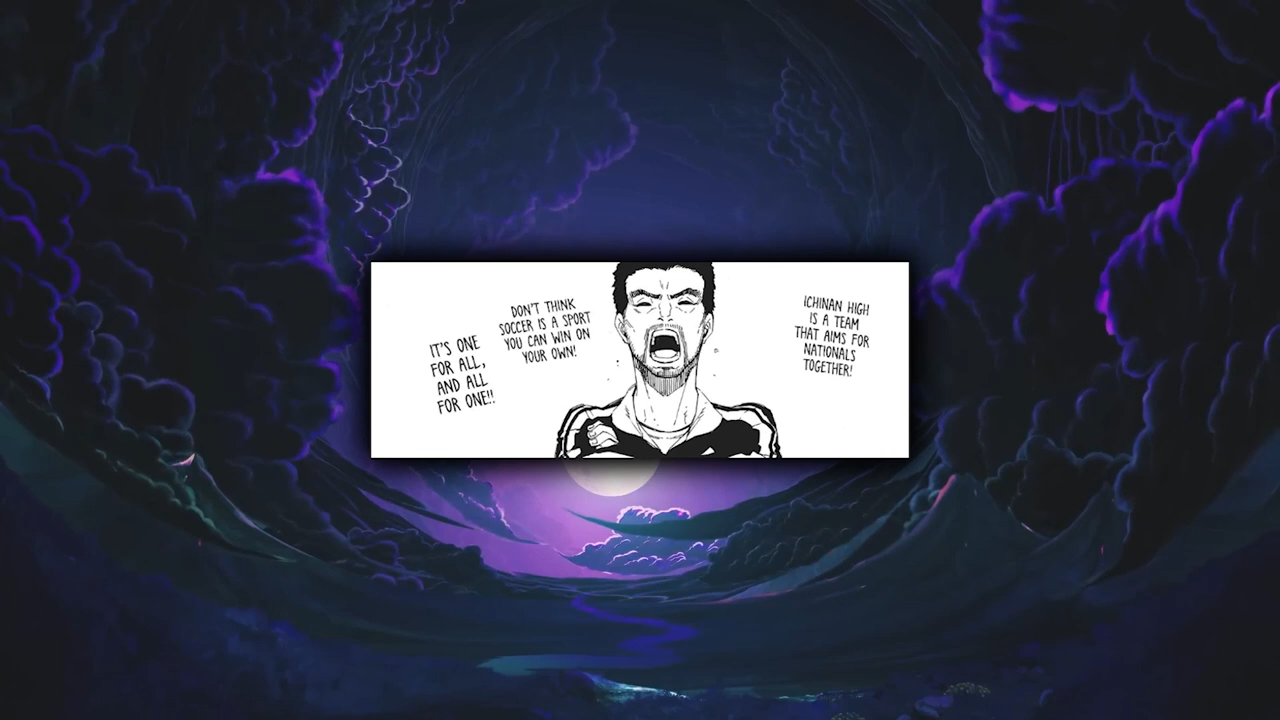 ICHINAN HIGH
IS A TEAM
THAT AIMS FOR
NATIONALS
TOGETHER!
DON'T THINK
SOCCER IS A SPORT
YOU CAN WIN ON
YOUR OWN!
IT'S ONE
FOR ALL,
AND ALL
FOR ONE!!